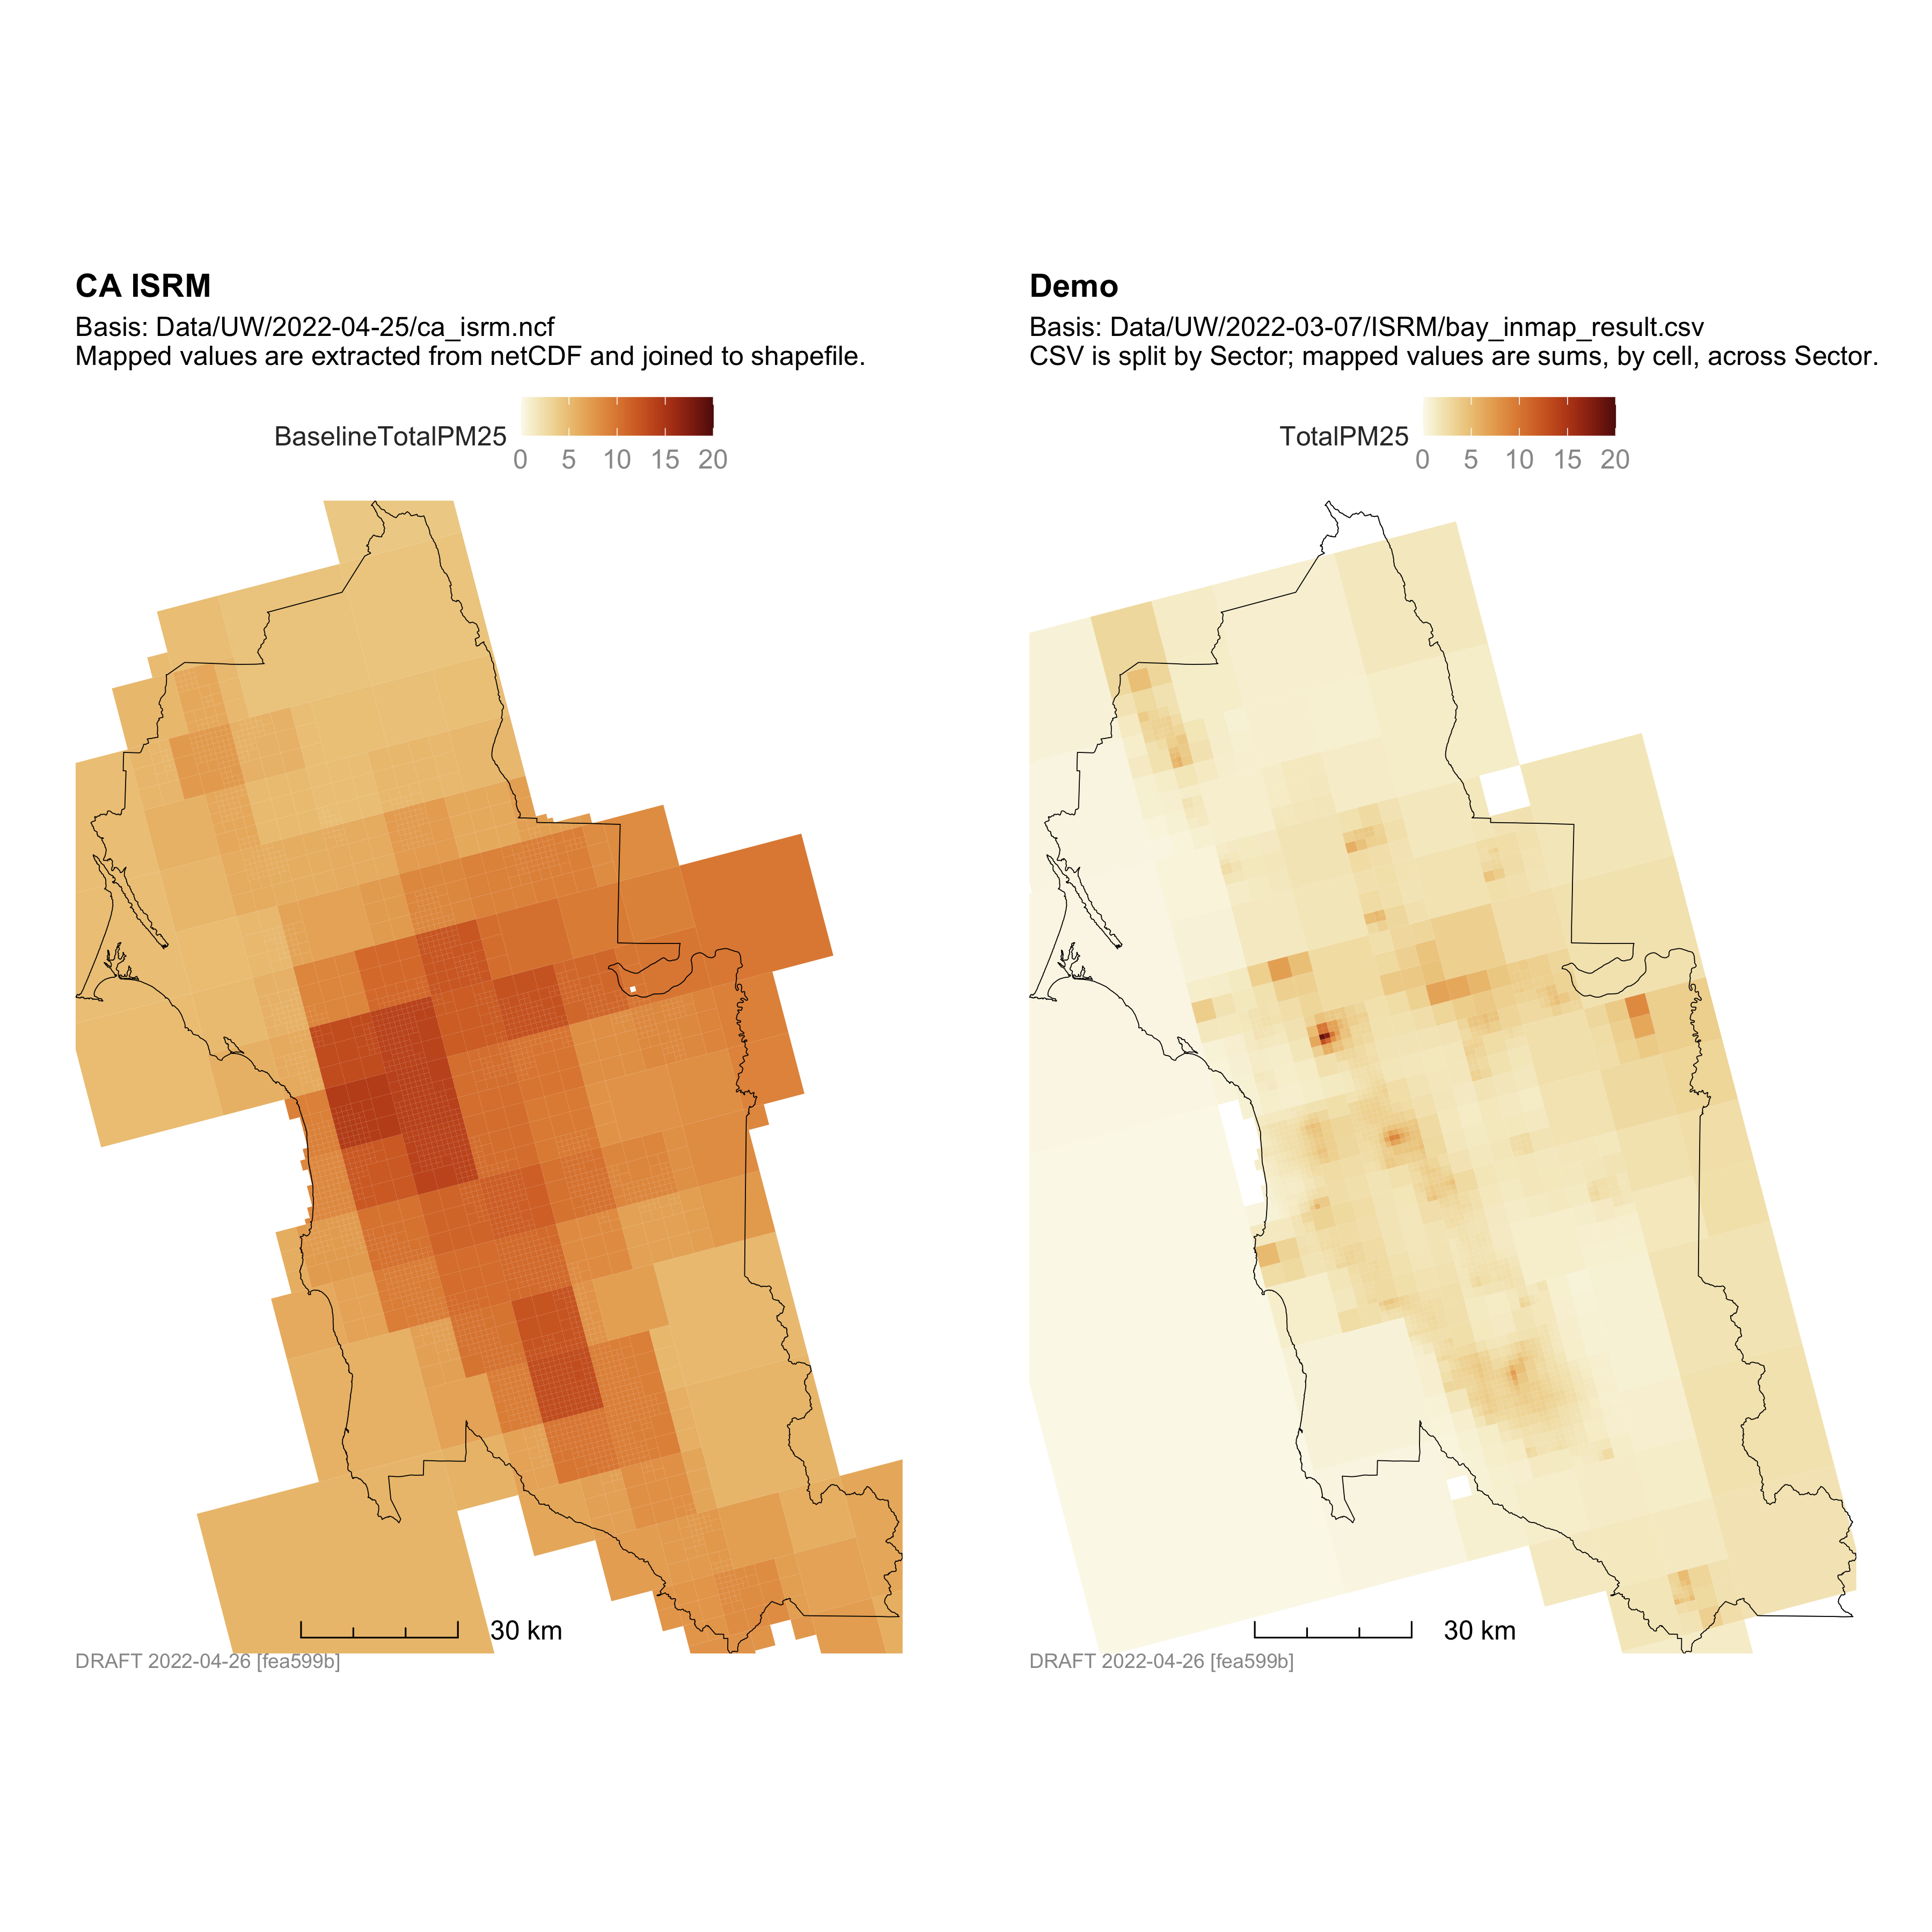 CA ISRM
Basis: Data/UW/2022-04-25/ca_isrm.ncf
Mapped values are extracted from netCDF and joined to shapefile.
BaselineTotalPM25
0 5 10 15 20
30 km
DRAFT 2022-04-26 [fea599b]
Demo
Basis: Data/UW/2022-03-07/ISRM/bay_inmap_result.csv
CSV is split by Sector; mapped values are sums, by cell, across Sector.
TotalPM25
0 5 10 15 20
30 km
DRAFT 2022-04-26 [fea599b]